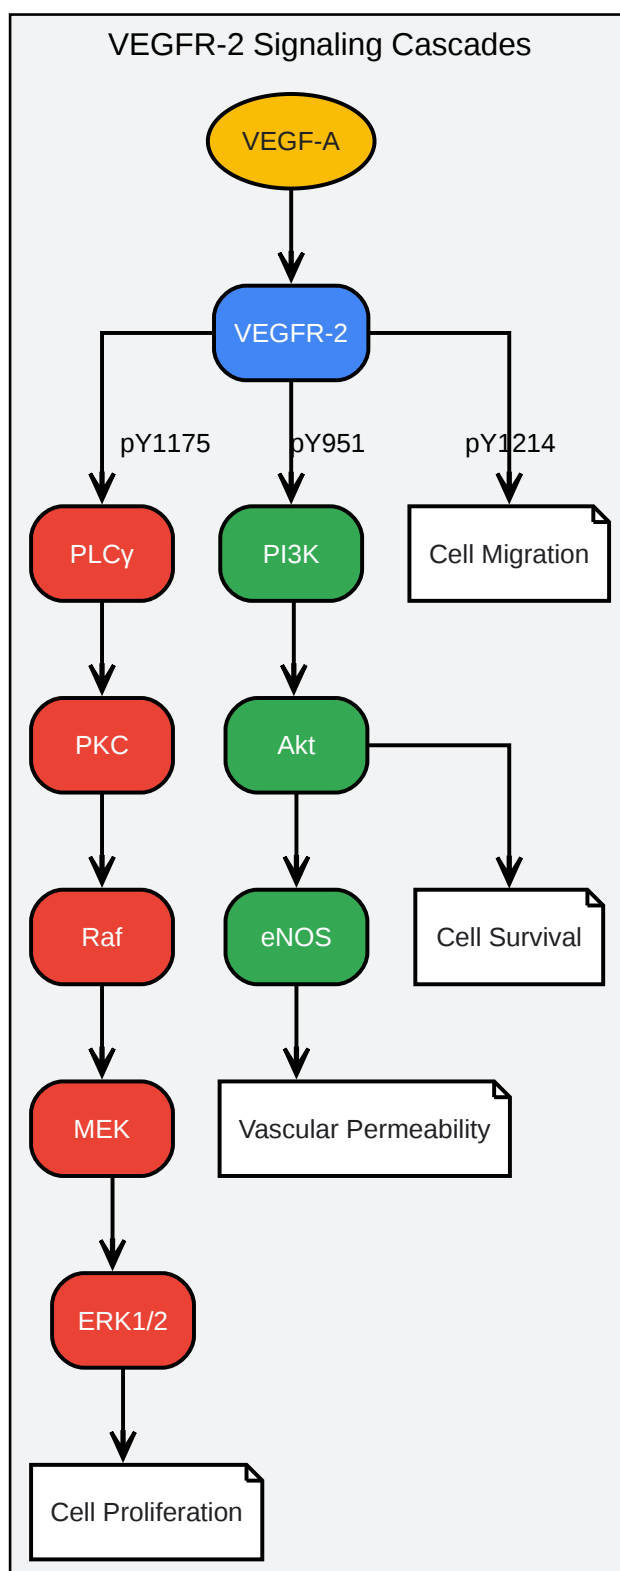 VEGFR-2 Signaling Cascades
VEGF-A
VEGFR-2
pY1175
pY951
pY1214
PLCγ
PI3K
Cell Migration
PKC
Akt
Raf
eNOS
Cell Survival
MEK
Vascular Permeability
ERK1/2
Cell Proliferation